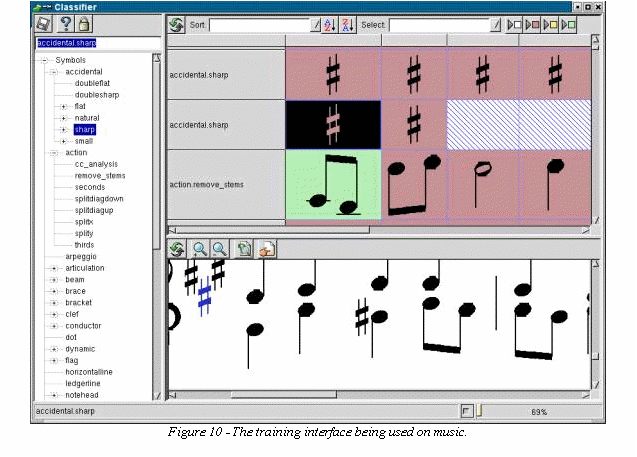 Classifier
Sort:
Select:
accidental.sharp
Symbols
accidental
doubleflat
doublesharp
flat
natural
sharp
small
action
cc_analysis
remove_stems
seconds
splitdiagdown
splitdiagup
splitx
splity
thirds
arpeggio
articulation
beam
brace
bracket
clef
conductor
dot
dynamic
flag
horizontalline
ledgerline
notehead
accidental.sharp
accidental.sharp
action.remove_stems
accidental.sharp
69%
Figure 10 - The training interface being used on music.